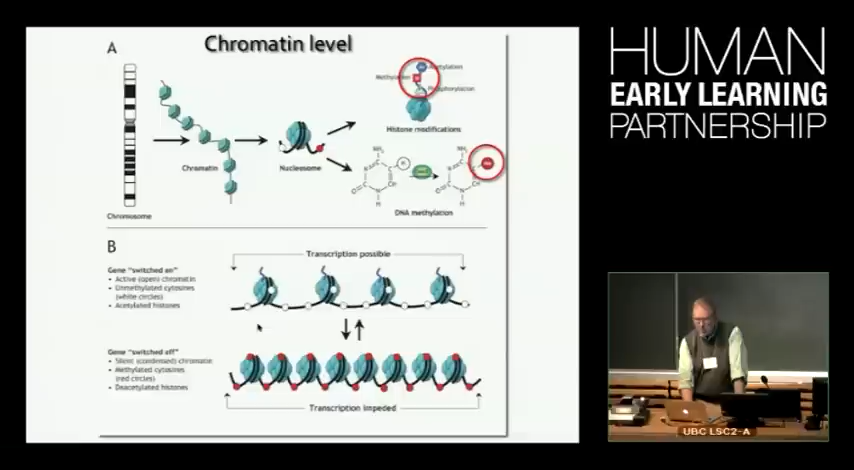 Chromatin level
A
Acetylation
Methylation
Phosphorylation
Histone modifications
Chromatin
Nucleosome
Chromosome
DNA methylation
B
Gene "switched on"
• Active (open) chromatin
• Unmethylated cytosines
(white circles)
• Acetylated histones
Transcription possible
Gene "switched off"
• Silent (condensed) chromatin
• Methylated cytosines
(red circles)
• Deacetylated histones
Transcription impeded
HUMAN
EARLY LEARNING
PARTNERSHIP
UBC LSC2-A